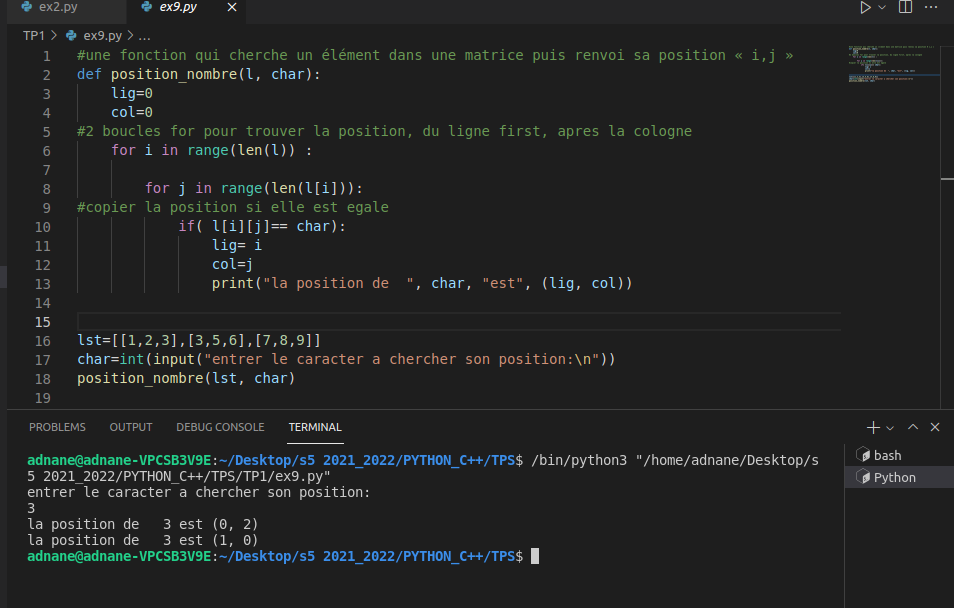 ex2.py ex9.py ×
TP1 > ex9.py > ...
1 #une fonction qui cherche un élément dans une matrice puis renvoi sa position « i,j »
2 def position_nombre(l, char):
3 lig=0
4 col=0
5 #2 boucles for pour trouver la position, du ligne first, apres la cologne
6 for i in range(len(l)) :
7
8 for j in range(len(l[i])):
9 #copier la position si elle est egale
10 if( l[i][j]== char):
11 lig= i
12 col=j
13 print("la position de  ", char, "est", (lig, col))
14
15
16 lst=[[1,2,3],[3,5,6],[7,8,9]]
17 char=int(input("entrer le caracter a chercher son position:\n"))
18 position_nombre(lst, char)
19
PROBLEMS OUTPUT DEBUG CONSOLE TERMINAL
adnane@adnane-VPCSB3V9E:~/Desktop/s5 2021_2022/PYTHON_C++/TPS$ /bin/python3 "/home/adnane/Desktop/s
5 2021_2022/PYTHON_C++/TPS/TP1/ex9.py"
entrer le caracter a chercher son position:
3
la position de   3 est (0, 2)
la position de   3 est (1, 0)
adnane@adnane-VPCSB3V9E:~/Desktop/s5 2021_2022/PYTHON_C++/TPS$
bash
Python